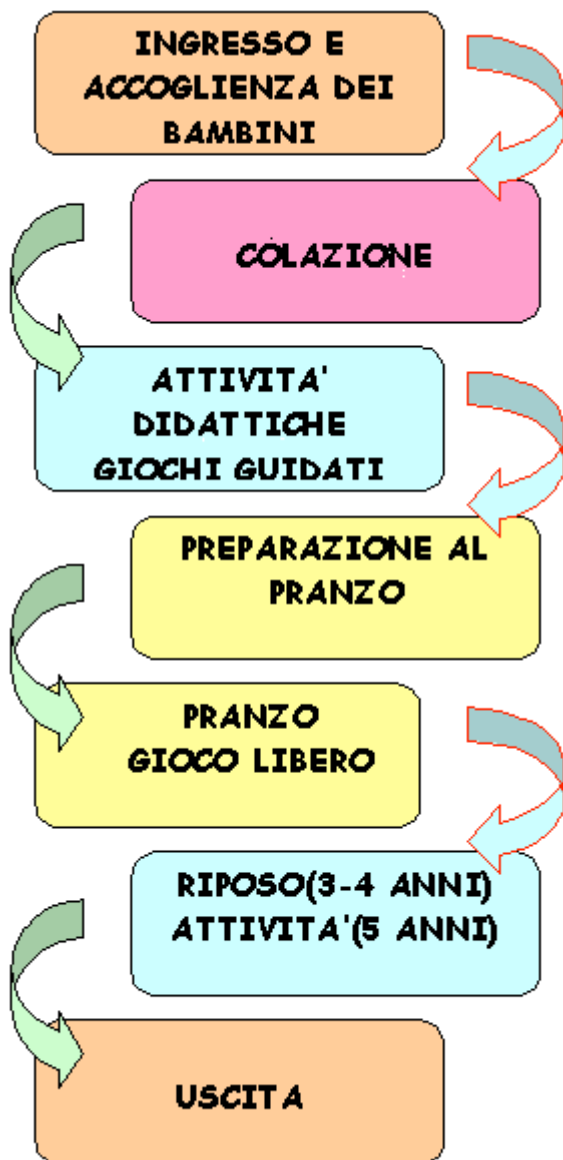 INGRESSO E
ACCOGLIENZA DEI
BAMBINI
COLAZIONE
ATTIVITA'
DIDATTICHE
GIOCHI GUIDATI
PREPARAZIONE AL
PRANZO
PRANZO
GIOCO LIBERO
RIPOSO(3-4 ANNI)
ATTIVITA'(5 ANNI)
USCITA